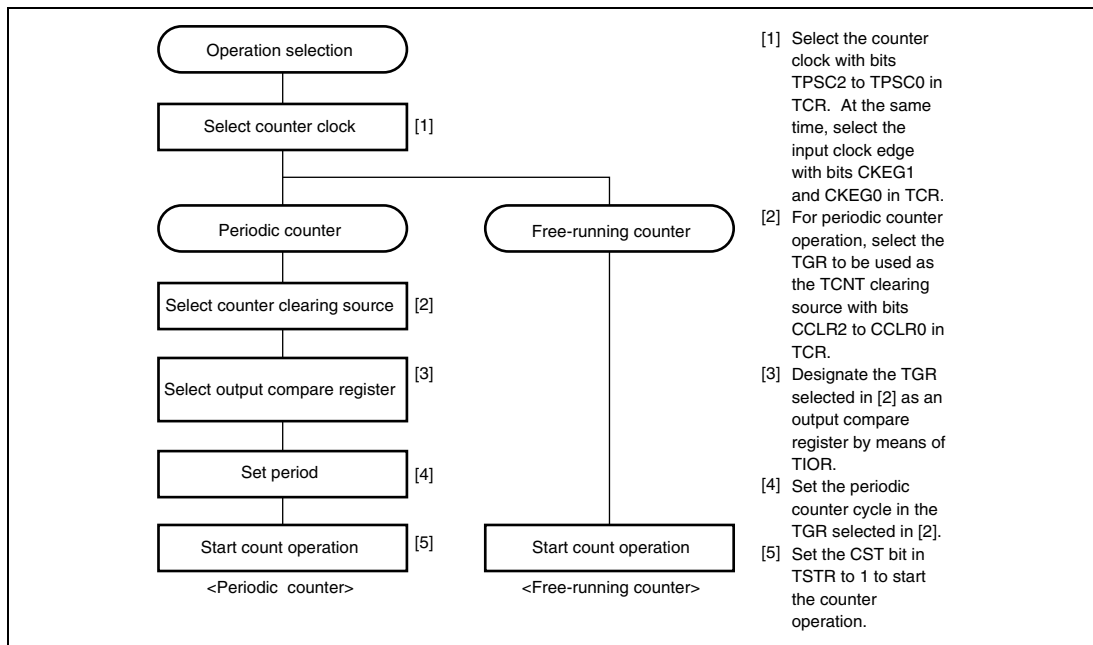 Operation selection
Select counter clock [1]
Periodic counter
Free-running counter
Select counter clearing source [2]
Select output compare register [3]
Set period [4]
Start count operation [5]
Start count operation
<Periodic counter>
<Free-running counter>
[1] Select the counter
clock with bits
TPSC2 to TPSC0 in
TCR. At the same
time, select the
input clock edge
with bits CKEG1
and CKEG0 in TCR.
[2] For periodic counter
operation, select the
TGR to be used as
the TCNT clearing
source with bits
CCLR2 to CCLR0 in
TCR.
[3] Designate the TGR
selected in [2] as an
output compare
register by means of
TIOR.
[4] Set the periodic
counter cycle in the
TGR selected in [2].
[5] Set the CST bit in
TSTR to 1 to start
the counter
operation.